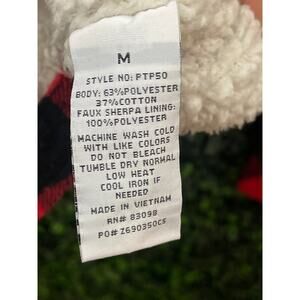 M
STYLE NO: PTP50
BODY: 63%POLYESTER
37%COTTON
FAUX SHERPA LINING:
100%POLYESTER
MACHINE WASH COLD
WITH LIKE COLORS
DO NOT BLEACH
TUMBLE DRY NORMAL
LOW HEAT
COOL IRON IF
NEEDED
MADE IN VIETNAM
RN# 83098
PO# Z690350CS